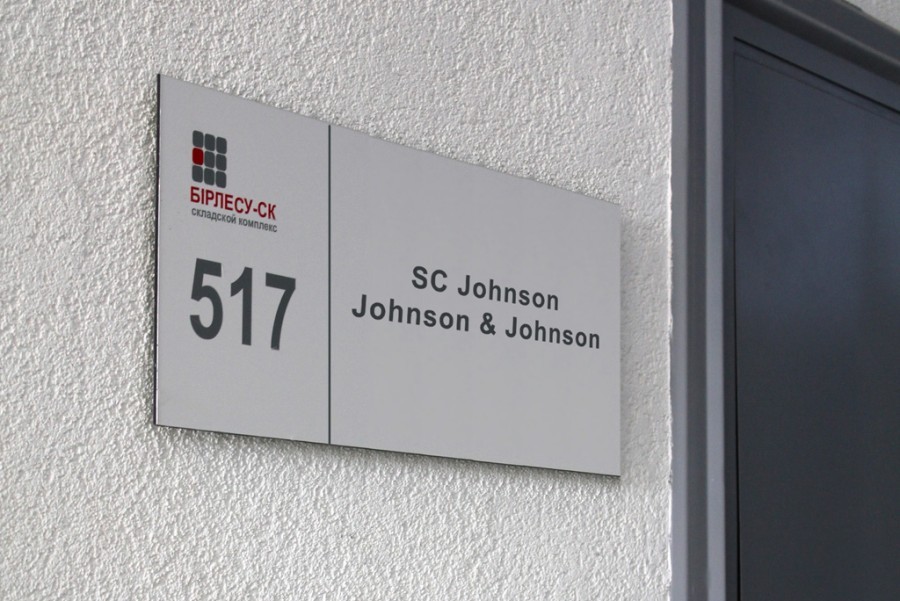 БІРЛЕСУ-СК
складской комплекс
517
SC Johnson
Johnson & Johnson